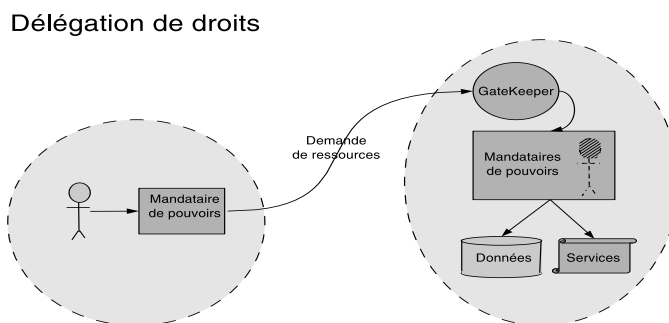 Délégation de droits
GateKeeper
Demande
de ressources
Mandataires
de pouvoirs
Mandataire
de pouvoirs
Données
Services